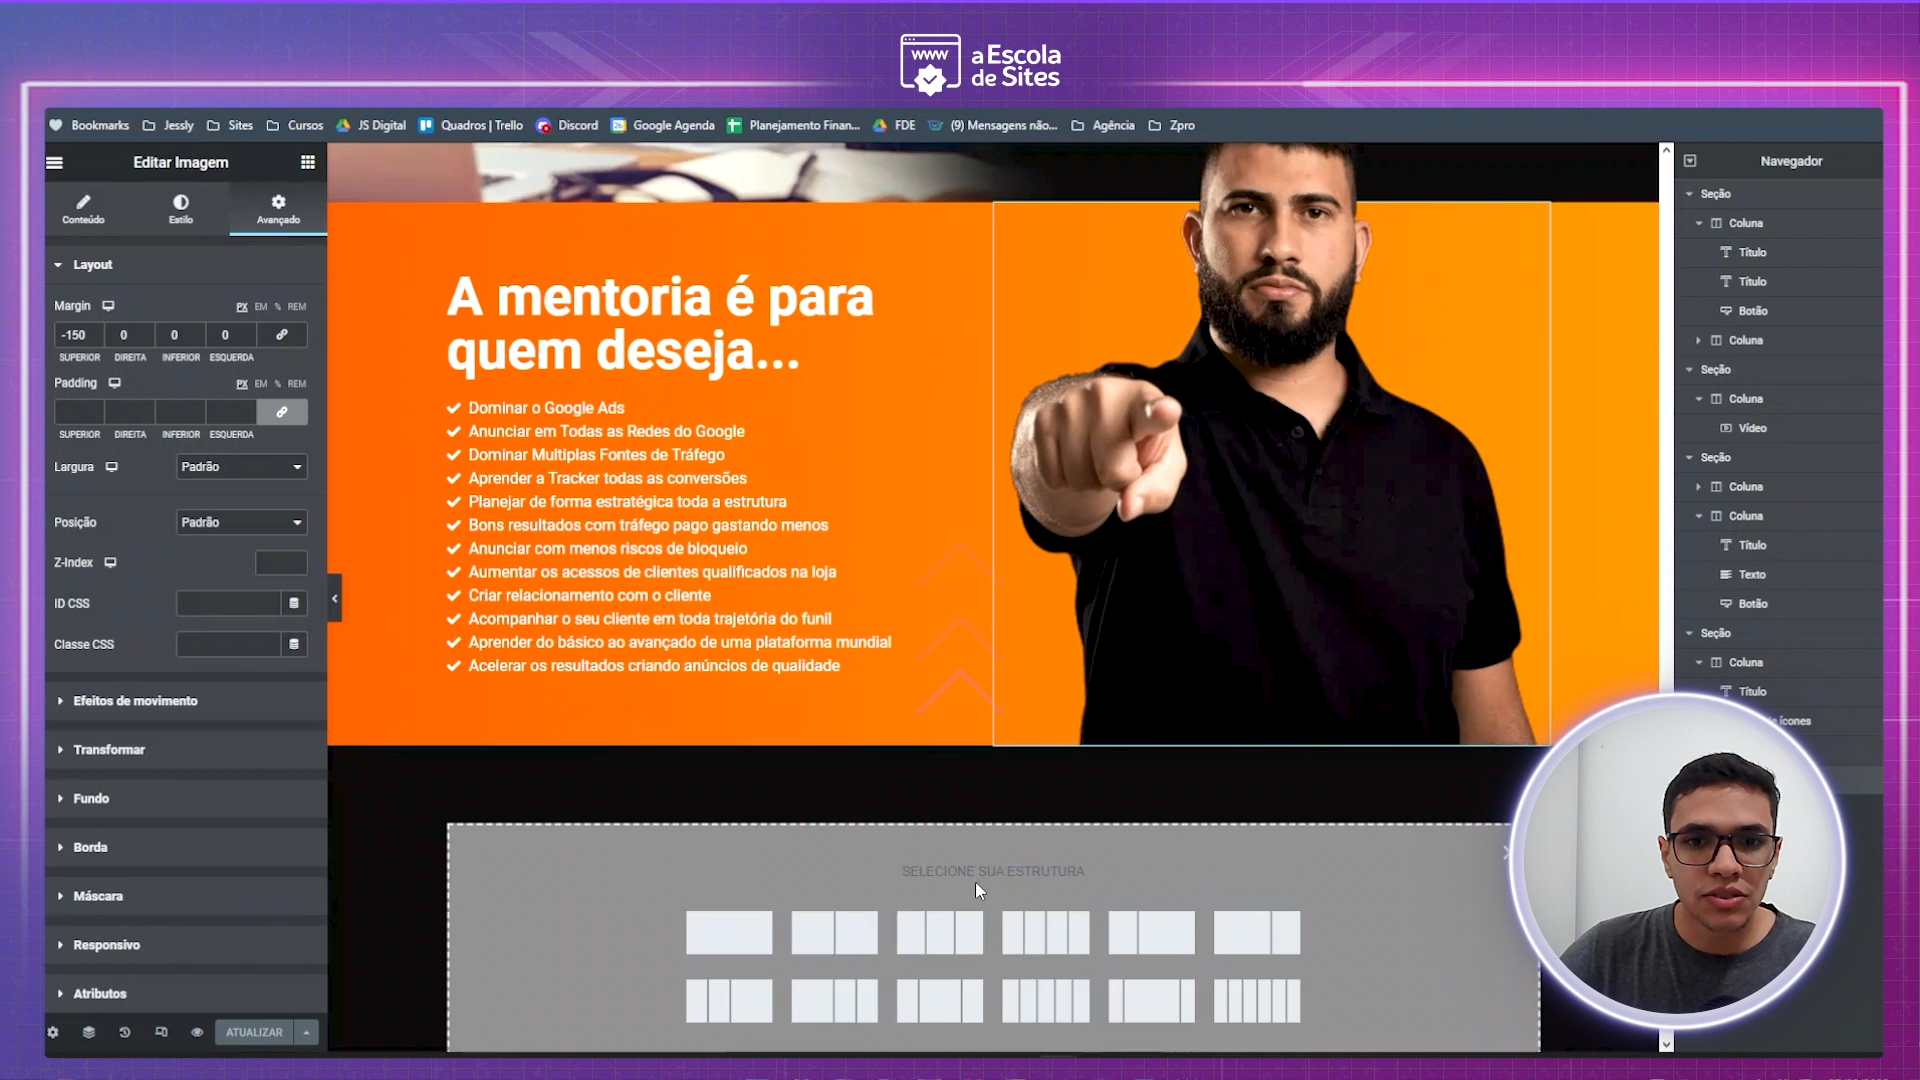 www
a Escola
de Sites
Bookmarks
Jessly
Sites
Cursos
JS Digital
Quadros | Trello
Discord
Google Agenda
Planejamento Finan...
FDE
(9) Mensagens não...
Agência
Zpro
Editar Imagem
Conteúdo
Estilo
Avançado
Layout
Margin
PX EM % REM
-150 0 0 0
SUPERIOR DIREITA INFERIOR ESQUERDA
Padding
PX EM % REM
SUPERIOR DIREITA INFERIOR ESQUERDA
Largura
Padrão
Posição
Padrão
Z-Index
ID CSS
Classe CSS
Efeitos de movimento
Transformar
Fundo
Borda
Máscara
Responsivo
Atributos
ATUALIZAR
A mentoria é para
quem deseja...
Dominar o Google Ads
Anunciar em Todas as Redes do Google
Dominar Multíplas Fontes de Tráfego
Aprender a Tracker todas as conversões
Planejar de forma estratégica toda a estrutura
Bons resultados com tráfego pago gastando menos
Anunciar com menos riscos de bloqueio
Aumentar os acessos de clientes qualificados na loja
Criar relacionamento com o cliente
Acompanhar o seu cliente em toda trajetória do funil
Aprender do básico ao avançado de uma plataforma mundial
Acelerar os resultados criando anúncios de qualidade
SELECIONE SUA ESTRUTURA
Navegador
Seção
Coluna
Título
Título
Botão
Coluna
Seção
Coluna
Vídeo
Seção
Coluna
Coluna
Título
Texto
Botão
Seção
Coluna
Título
ícones